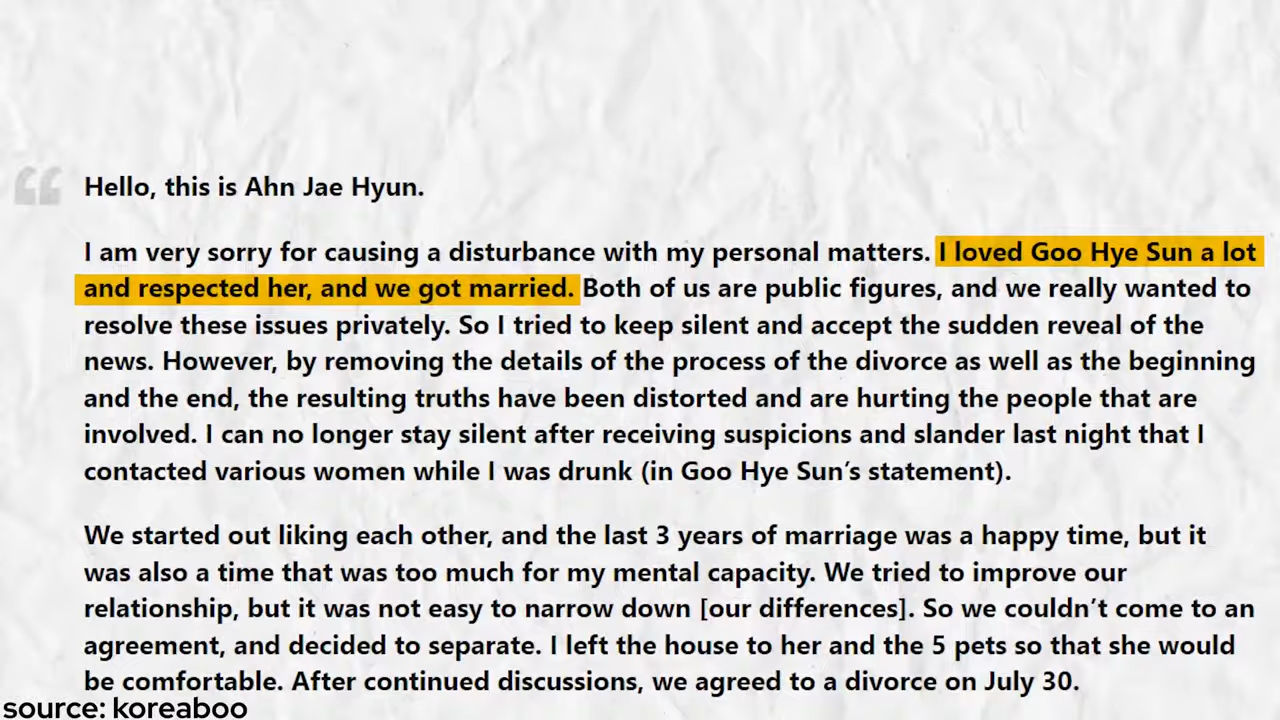 “
Hello, this is Ahn Jae Hyun.
I am very sorry for causing a disturbance with my personal matters. I loved Goo Hye Sun a lot
and respected her, and we got married. Both of us are public figures, and we really wanted to
resolve these issues privately. So I tried to keep silent and accept the sudden reveal of the
news. However, by removing the details of the process of the divorce as well as the beginning
and the end, the resulting truths have been distorted and are hurting the people that are
involved. I can no longer stay silent after receiving suspicions and slander last night that I
contacted various women while I was drunk (in Goo Hye Sun’s statement).
We started out liking each other, and the last 3 years of marriage was a happy time, but it
was also a time that was too much for my mental capacity. We tried to improve our
relationship, but it was not easy to narrow down [our differences]. So we couldn’t come to an
agreement, and decided to separate. I left the house to her and the 5 pets so that she would
be comfortable. After continued discussions, we agreed to a divorce on July 30.
source: koreaboo